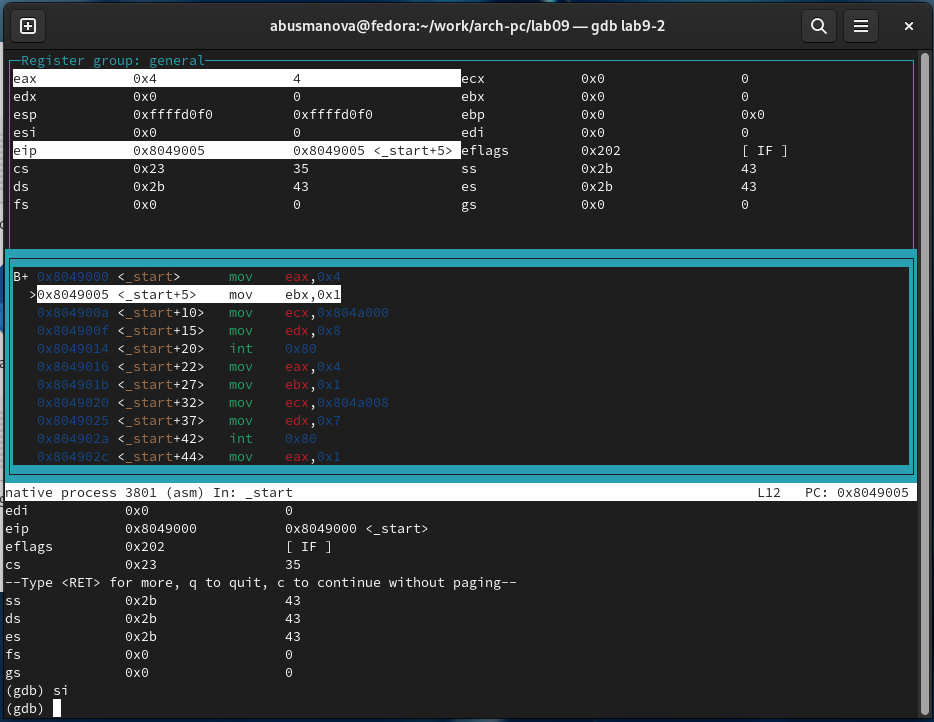 abusmanova@fedora:~/work/arch-pc/lab09 — gdb lab9-2
Register group: general
eax 0x4 4 ecx 0x0 0
edx 0x0 0 ebx 0x0 0
esp 0xffffd0f0 0xffffd0f0 ebp 0x0 0x0
esi 0x0 0 edi 0x0 0
eip 0x8049005 0x8049005 <_start+5> eflags 0x202 [ IF ]
cs 0x23 35 ss 0x2b 43
ds 0x2b 43 es 0x2b 43
fs 0x0 0 gs 0x0 0
B+ 0x8049000 <_start> mov eax,0x4
>0x8049005 <_start+5> mov ebx,0x1
0x804900a <_start+10> mov ecx,0x804a000
0x804900f <_start+15> mov edx,0x8
0x8049014 <_start+20> int 0x80
0x8049016 <_start+22> mov eax,0x4
0x804901b <_start+27> mov ebx,0x1
0x8049020 <_start+32> mov ecx,0x804a008
0x8049025 <_start+37> mov edx,0x7
0x804902a <_start+42> int 0x80
0x804902c <_start+44> mov eax,0x1
native process 3801 (asm) In: _start L12 PC: 0x8049005
edi 0x0 0
eip 0x8049000 0x8049000 <_start>
eflags 0x202 [ IF ]
cs 0x23 35
--Type <RET> for more, q to quit, c to continue without paging--
ss 0x2b 43
ds 0x2b 43
es 0x2b 43
fs 0x0 0
gs 0x0 0
(gdb) si
(gdb)